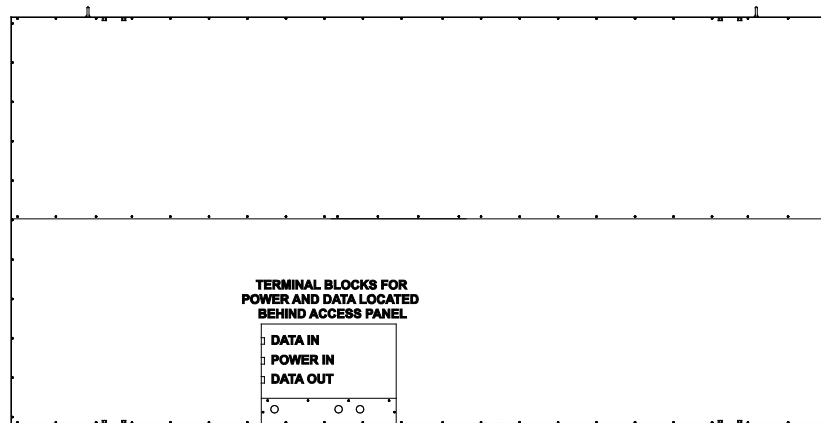 TERMINAL BLOCKS FOR
POWER AND DATA LOCATED
BEHIND ACCESS PANEL
DATA IN
POWER IN
DATA OUT